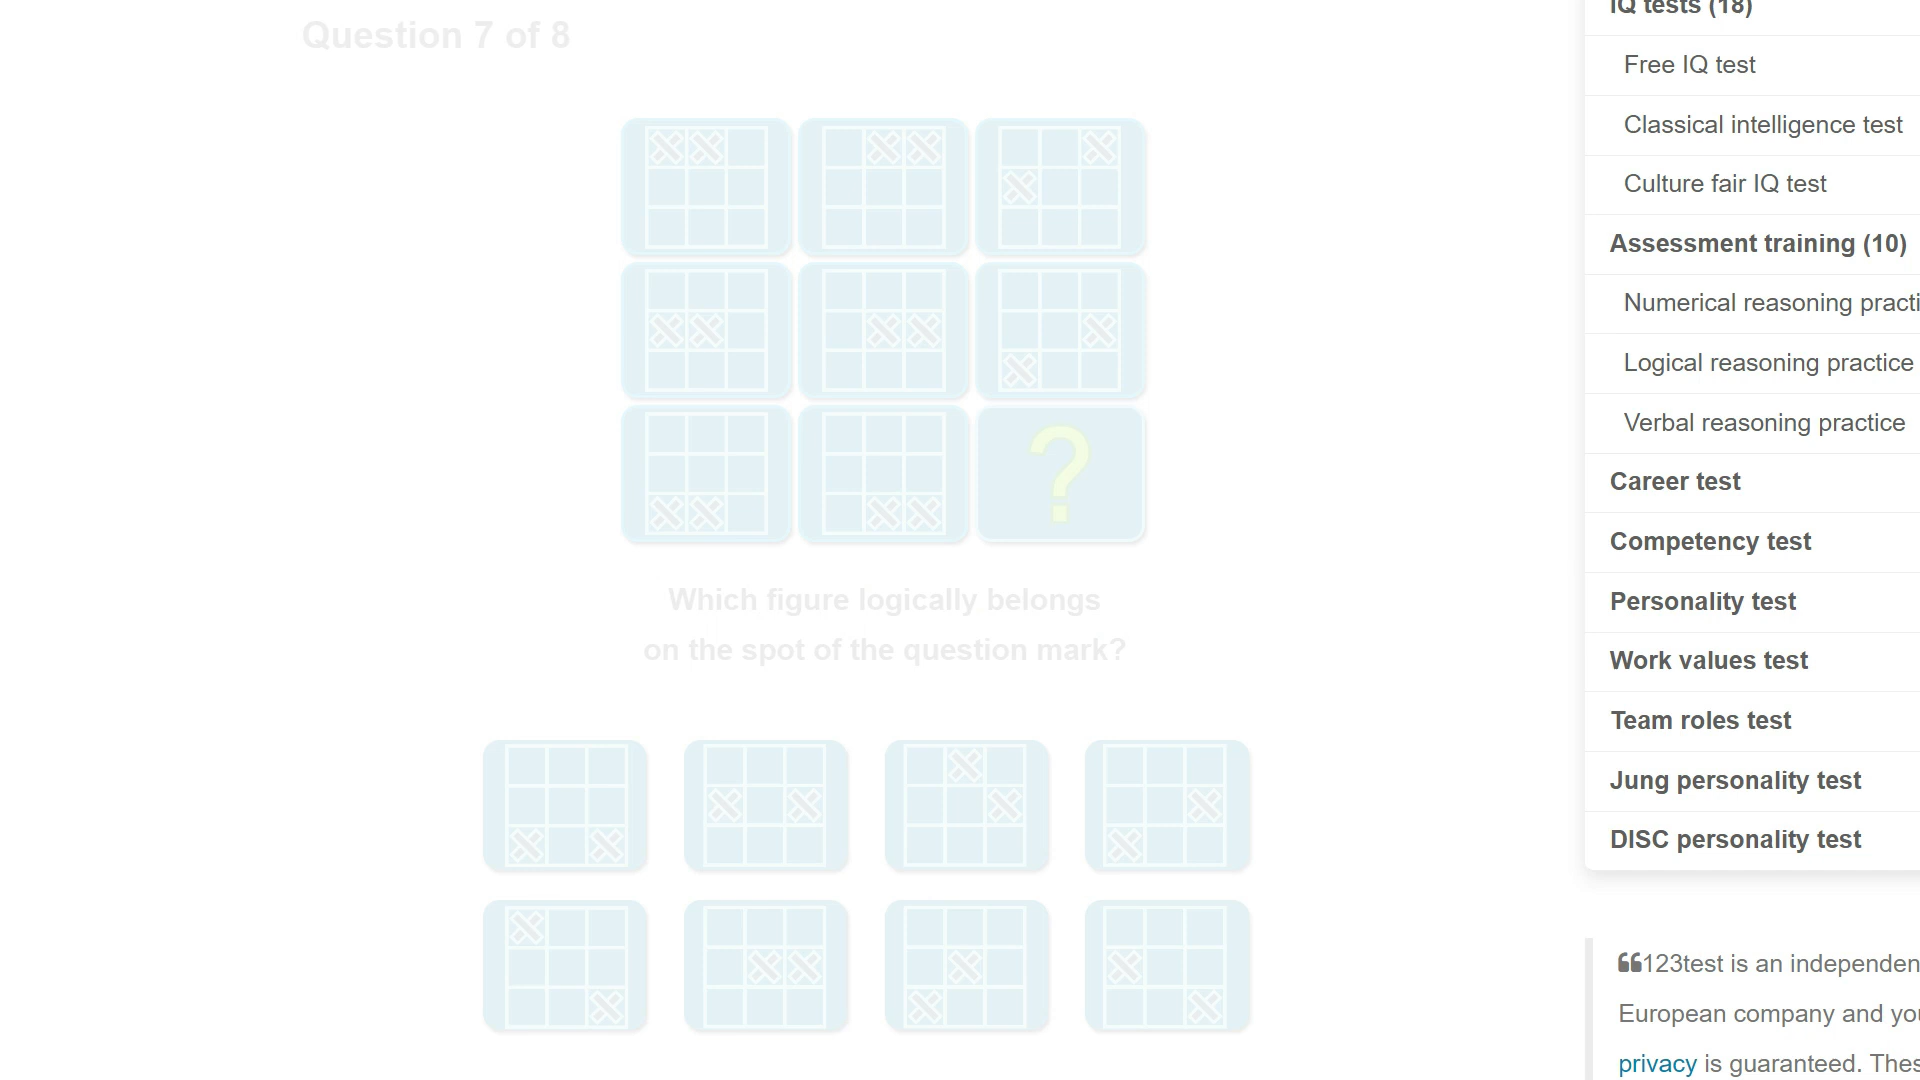 Question 7 of 8
?
Which figure logically belongs
on the spot of the question mark?
IQ tests (18)
Free IQ test
Classical intelligence test
Culture fair IQ test
Assessment training (10)
Numerical reasoning practi
Logical reasoning practice
Verbal reasoning practice
Career test
Competency test
Personality test
Work values test
Team roles test
Jung personality test
DISC personality test
❝123test is an independen
European company and you
privacy is guaranteed. Thes